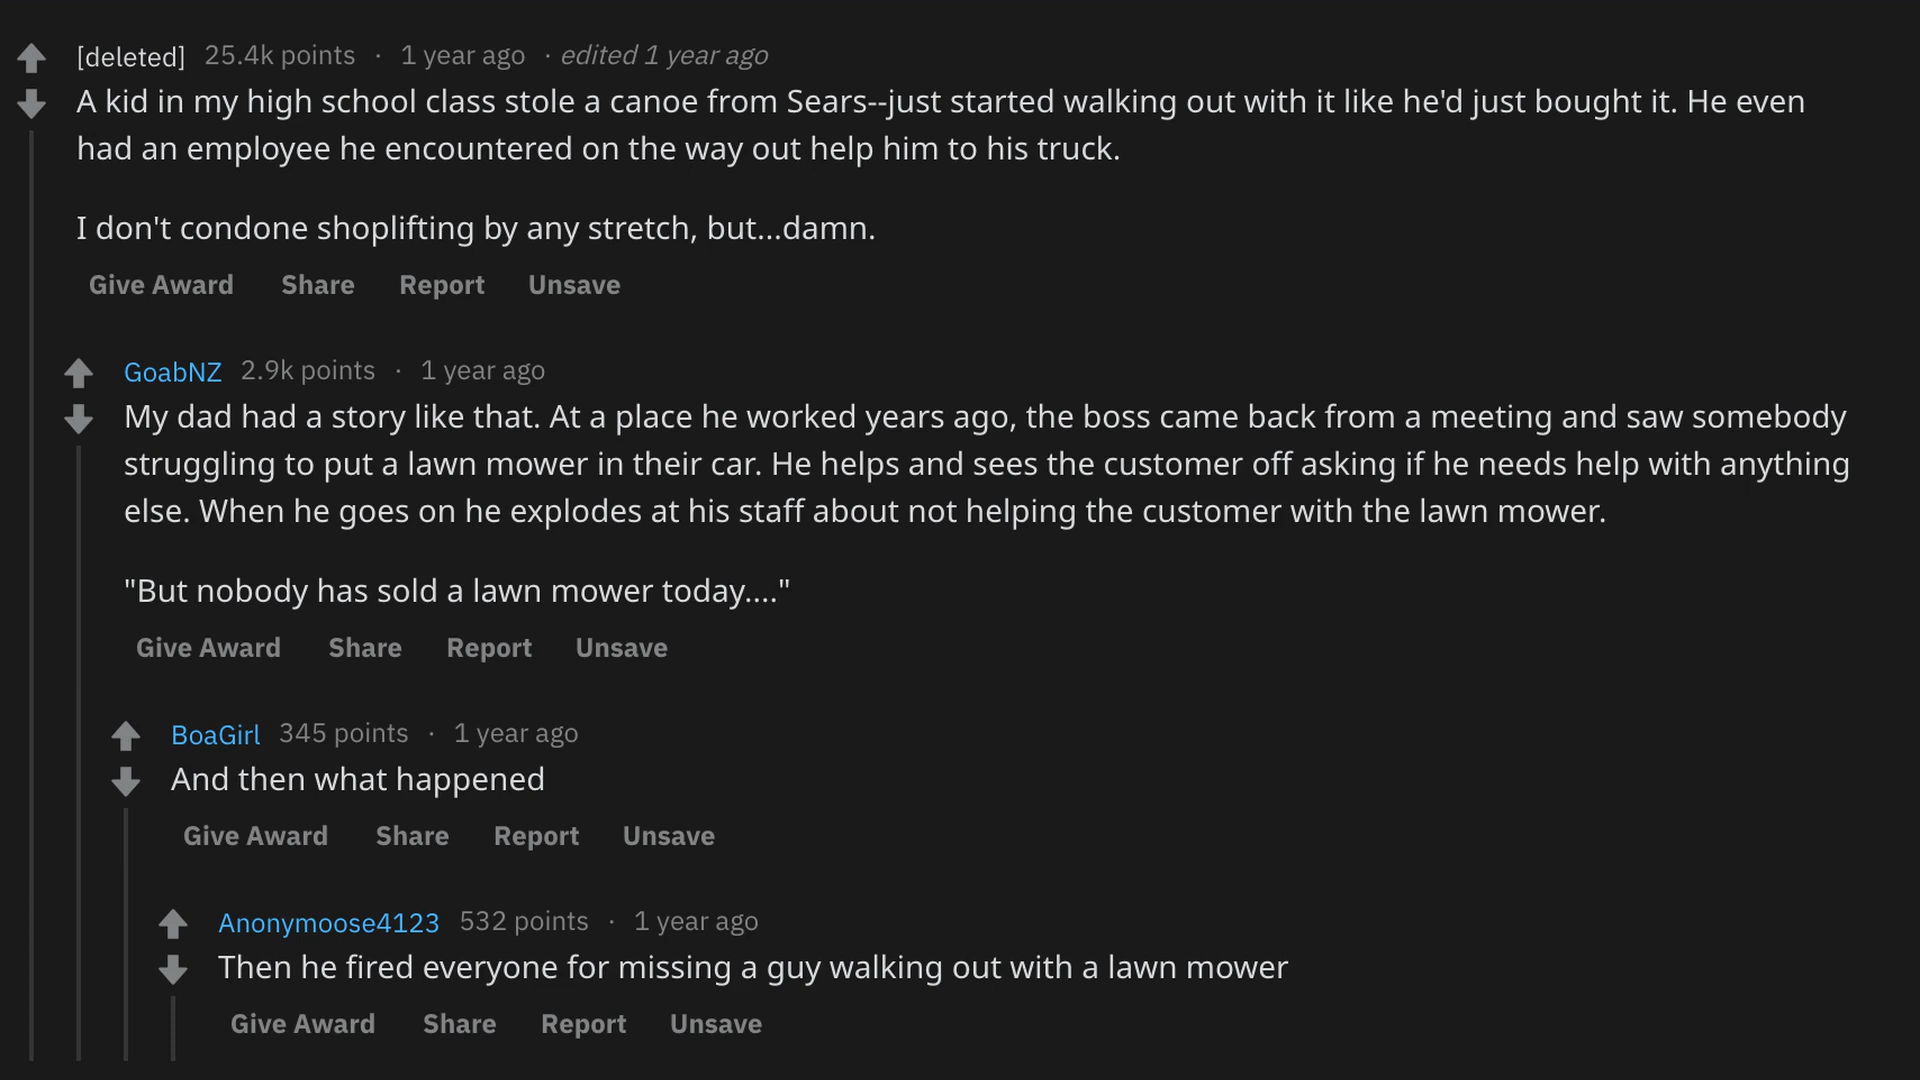 [deleted] 25.4k points · 1 year ago · edited 1 year ago
A kid in my high school class stole a canoe from Sears--just started walking out with it like he'd just bought it. He even
had an employee he encountered on the way out help him to his truck.
I don't condone shoplifting by any stretch, but...damn.
Give Award Share Report Unsave
GoabNZ 2.9k points · 1 year ago
My dad had a story like that. At a place he worked years ago, the boss came back from a meeting and saw somebody
struggling to put a lawn mower in their car. He helps and sees the customer off asking if he needs help with anything
else. When he goes on he explodes at his staff about not helping the customer with the lawn mower.
"But nobody has sold a lawn mower today...."
Give Award Share Report Unsave
BoaGirl 345 points · 1 year ago
And then what happened
Give Award Share Report Unsave
Anonymoose4123 532 points · 1 year ago
Then he fired everyone for missing a guy walking out with a lawn mower
Give Award Share Report Unsave